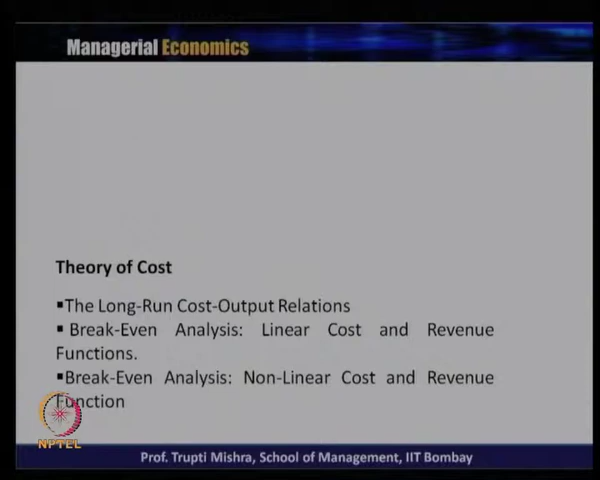 Managerial Economics
Theory of Cost
▪The Long-Run Cost-Output Relations
▪ Break-Even Analysis: Linear Cost and Revenue
Functions.
▪Break-Even Analysis: Non-Linear Cost and Revenue
Function
NPTEL
Prof. Trupti Mishra, School of Management, IIT Bombay